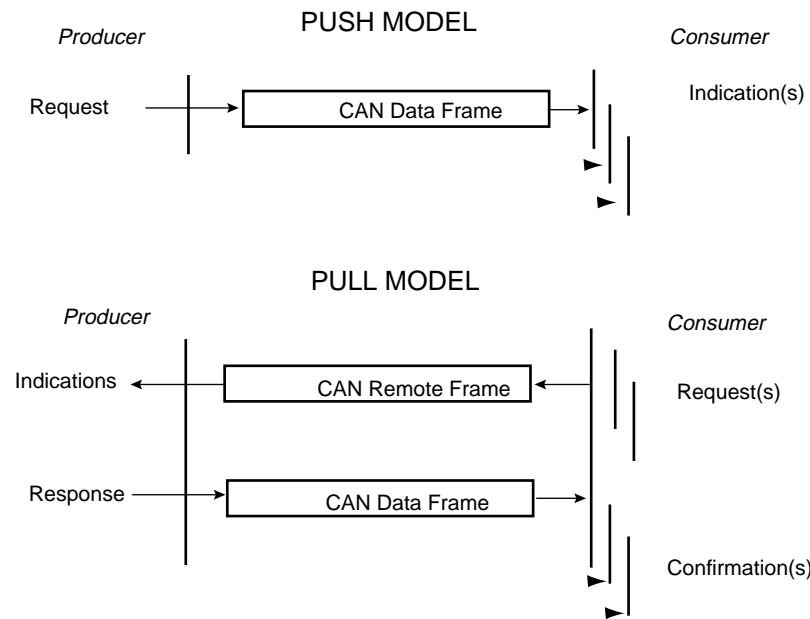 PUSH MODEL
Producer
Consumer
Request
CAN Data Frame
Indication(s)
PULL MODEL
Producer
Consumer
Indications
CAN Remote Frame
Request(s)
Response
CAN Data Frame
Confirmation(s)